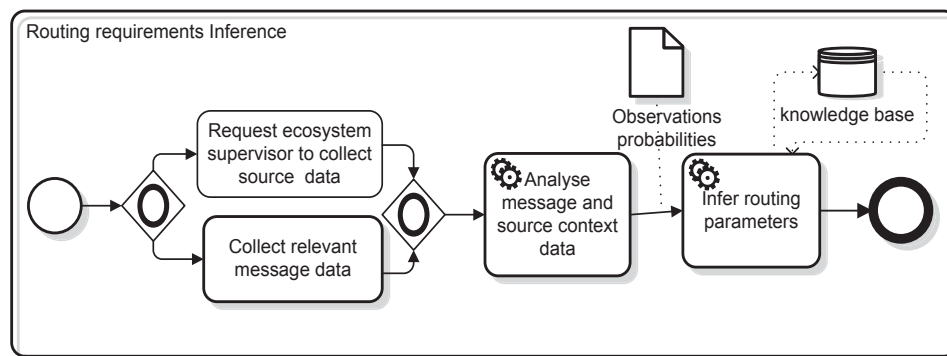 Routing requirements Inference
Request ecosystem
supervisor to collect
source data
Collect relevant
message data
Analyse
message and
source context
data
Observations
probabilities
Infer routing
parameters
knowledge base